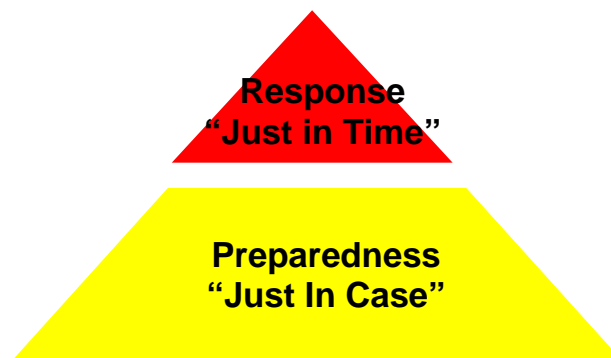 Response
“Just in Time”
Preparedness
“Just In Case”